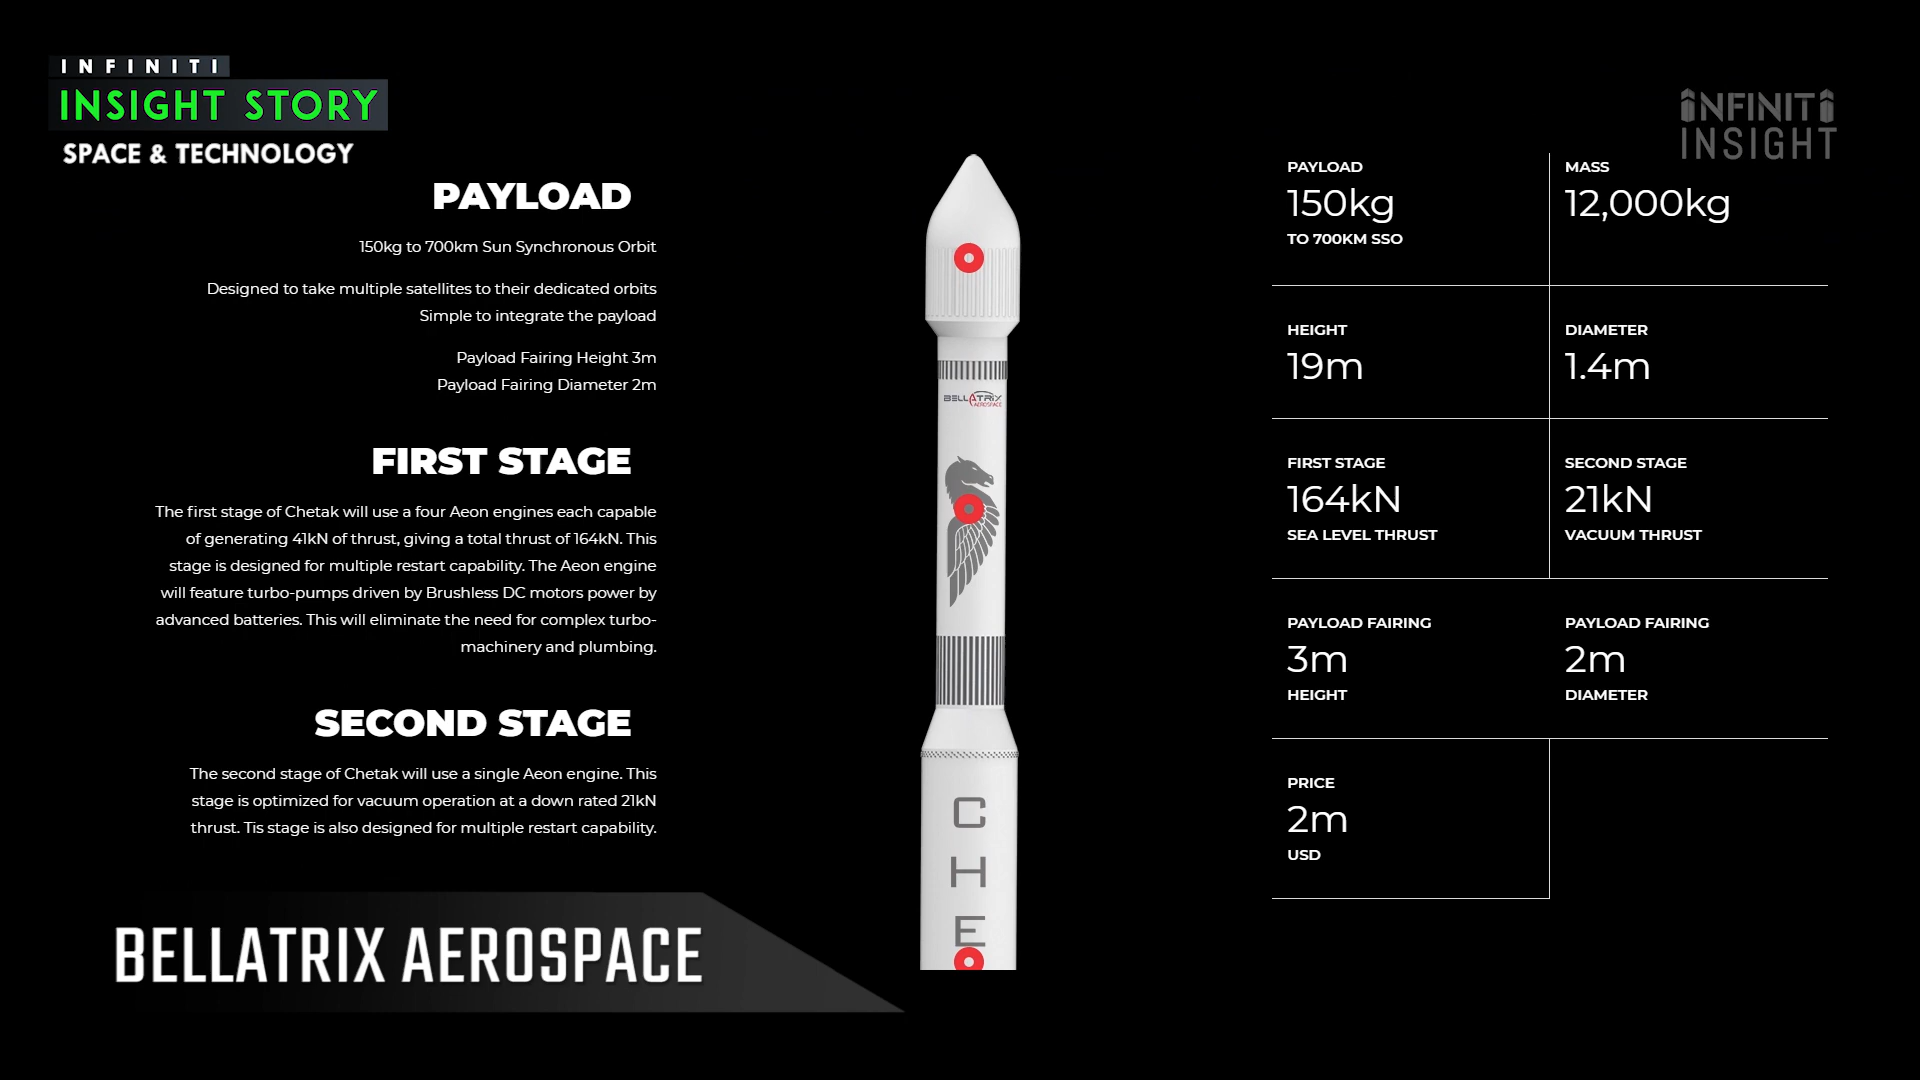 INFINITI
INSIGHT STORY
SPACE & TECHNOLOGY
INFINITI
INSIGHT
PAYLOAD
150kg to 700km Sun Synchronous Orbit
Designed to take multiple satellites to their dedicated orbits
Simple to integrate the payload
Payload Fairing Height 3m
Payload Fairing Diameter 2m
FIRST STAGE
The first stage of Chetak will use a four Aeon engines each capable
of generating 41kN of thrust, giving a total thrust of 164kN. This
stage is designed for multiple restart capability. The Aeon engine
will feature turbo-pumps driven by Brushless DC motors power by
advanced batteries. This will eliminate the need for complex turbo-
machinery and plumbing.
SECOND STAGE
The second stage of Chetak will use a single Aeon engine. This
stage is optimized for vacuum operation at a down rated 21kN
thrust. Tis stage is also designed for multiple restart capability.
BELLATRIX AEROSPACE
BELLATRIX
AEROSPACE
C
H
E
PAYLOAD
150kg
TO 700KM SSO
MASS
12,000kg
HEIGHT
19m
DIAMETER
1.4m
FIRST STAGE
164kN
SEA LEVEL THRUST
SECOND STAGE
21kN
VACUUM THRUST
PAYLOAD FAIRING
3m
HEIGHT
PAYLOAD FAIRING
2m
DIAMETER
PRICE
2m
USD